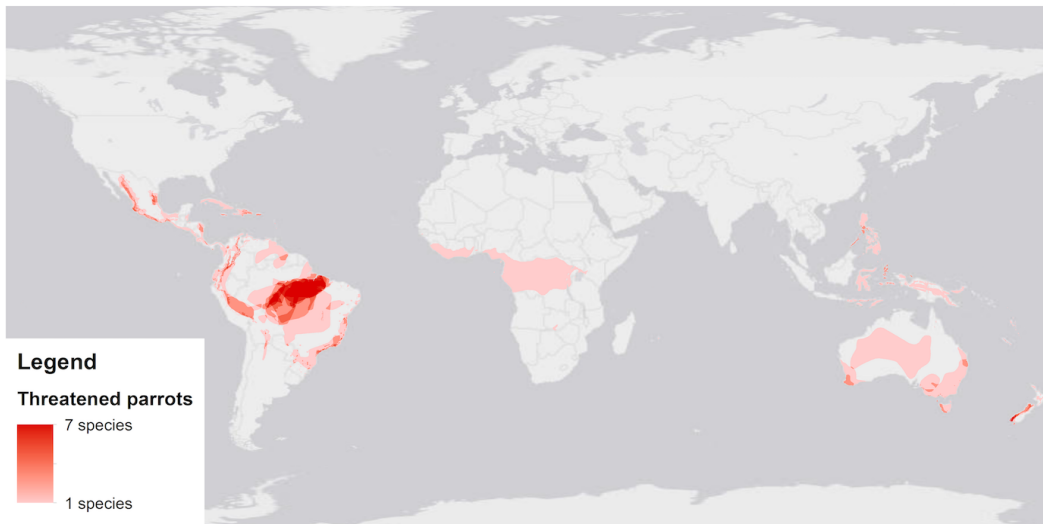 Legend
Threatened parrots
7 species
1 species